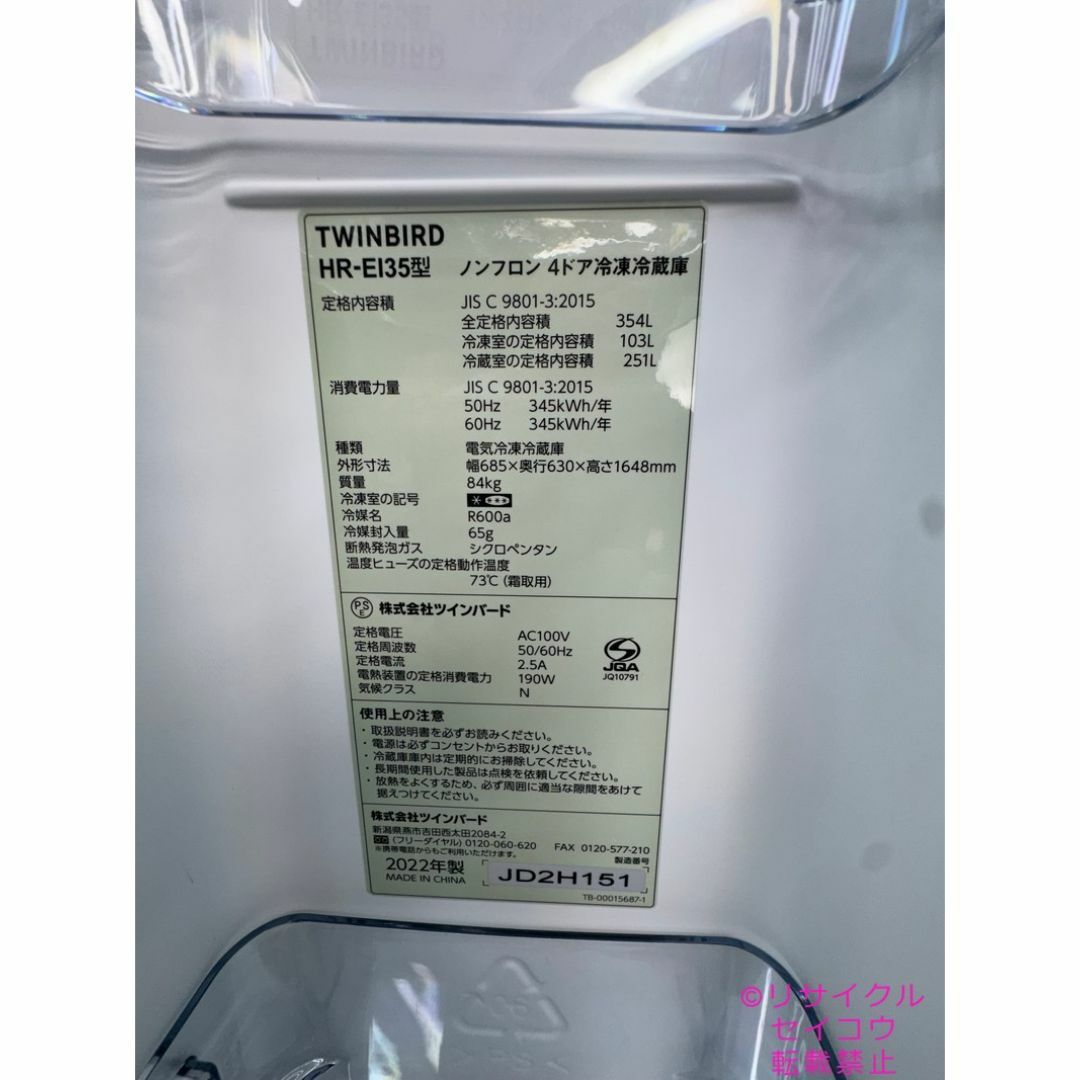 TWINBIRD
HR-EI35型 ノンフロン 4ドア冷凍冷蔵庫
定格内容積 JIS C 9801-3:2015
全定格内容積 354L
冷凍室の定格内容積 103L
冷蔵室の定格内容積 251L
消費電力量 JIS C 9801-3:2015
50Hz 345kWh/年
60Hz 345kWh/年
種類 電気冷凍冷蔵庫
外形寸法 幅685×奥行630×高さ1648mm
質量 84kg
冷凍室の記号
冷媒名 R600a
冷媒封入量 65g
断熱発泡ガス シクロペンタン
温度ヒューズの定格動作温度
73℃(霜取用)
PSE 株式会社ツインバード
定格電圧 AC100V
定格周波数 50/60Hz
定格電流 2.5A
電熱装置の定格消費電力 190W
気候クラス N
JQA
JQ10791
使用上の注意
・取扱説明書を必ずお読みください。
・電源は必ずコンセントからお取りください。
・冷蔵庫庫内は定期的にお掃除してください。
・長期間使用した製品は点検を依頼してください。
・放熱をよくするため、必ず周囲に適当な隙間をあけて
据えつけてください。
株式会社ツインバード
新潟県燕市吉田西太田2084-2
(フリーダイヤル) 0120-060-620 FAX 0120-577-210
※携帯電話からもご利用いただけます。
製造番号
2022年製 JD2H151
MADE IN CHINA
TB-00015687-1
©リサイクル
セイコウ
転載禁止